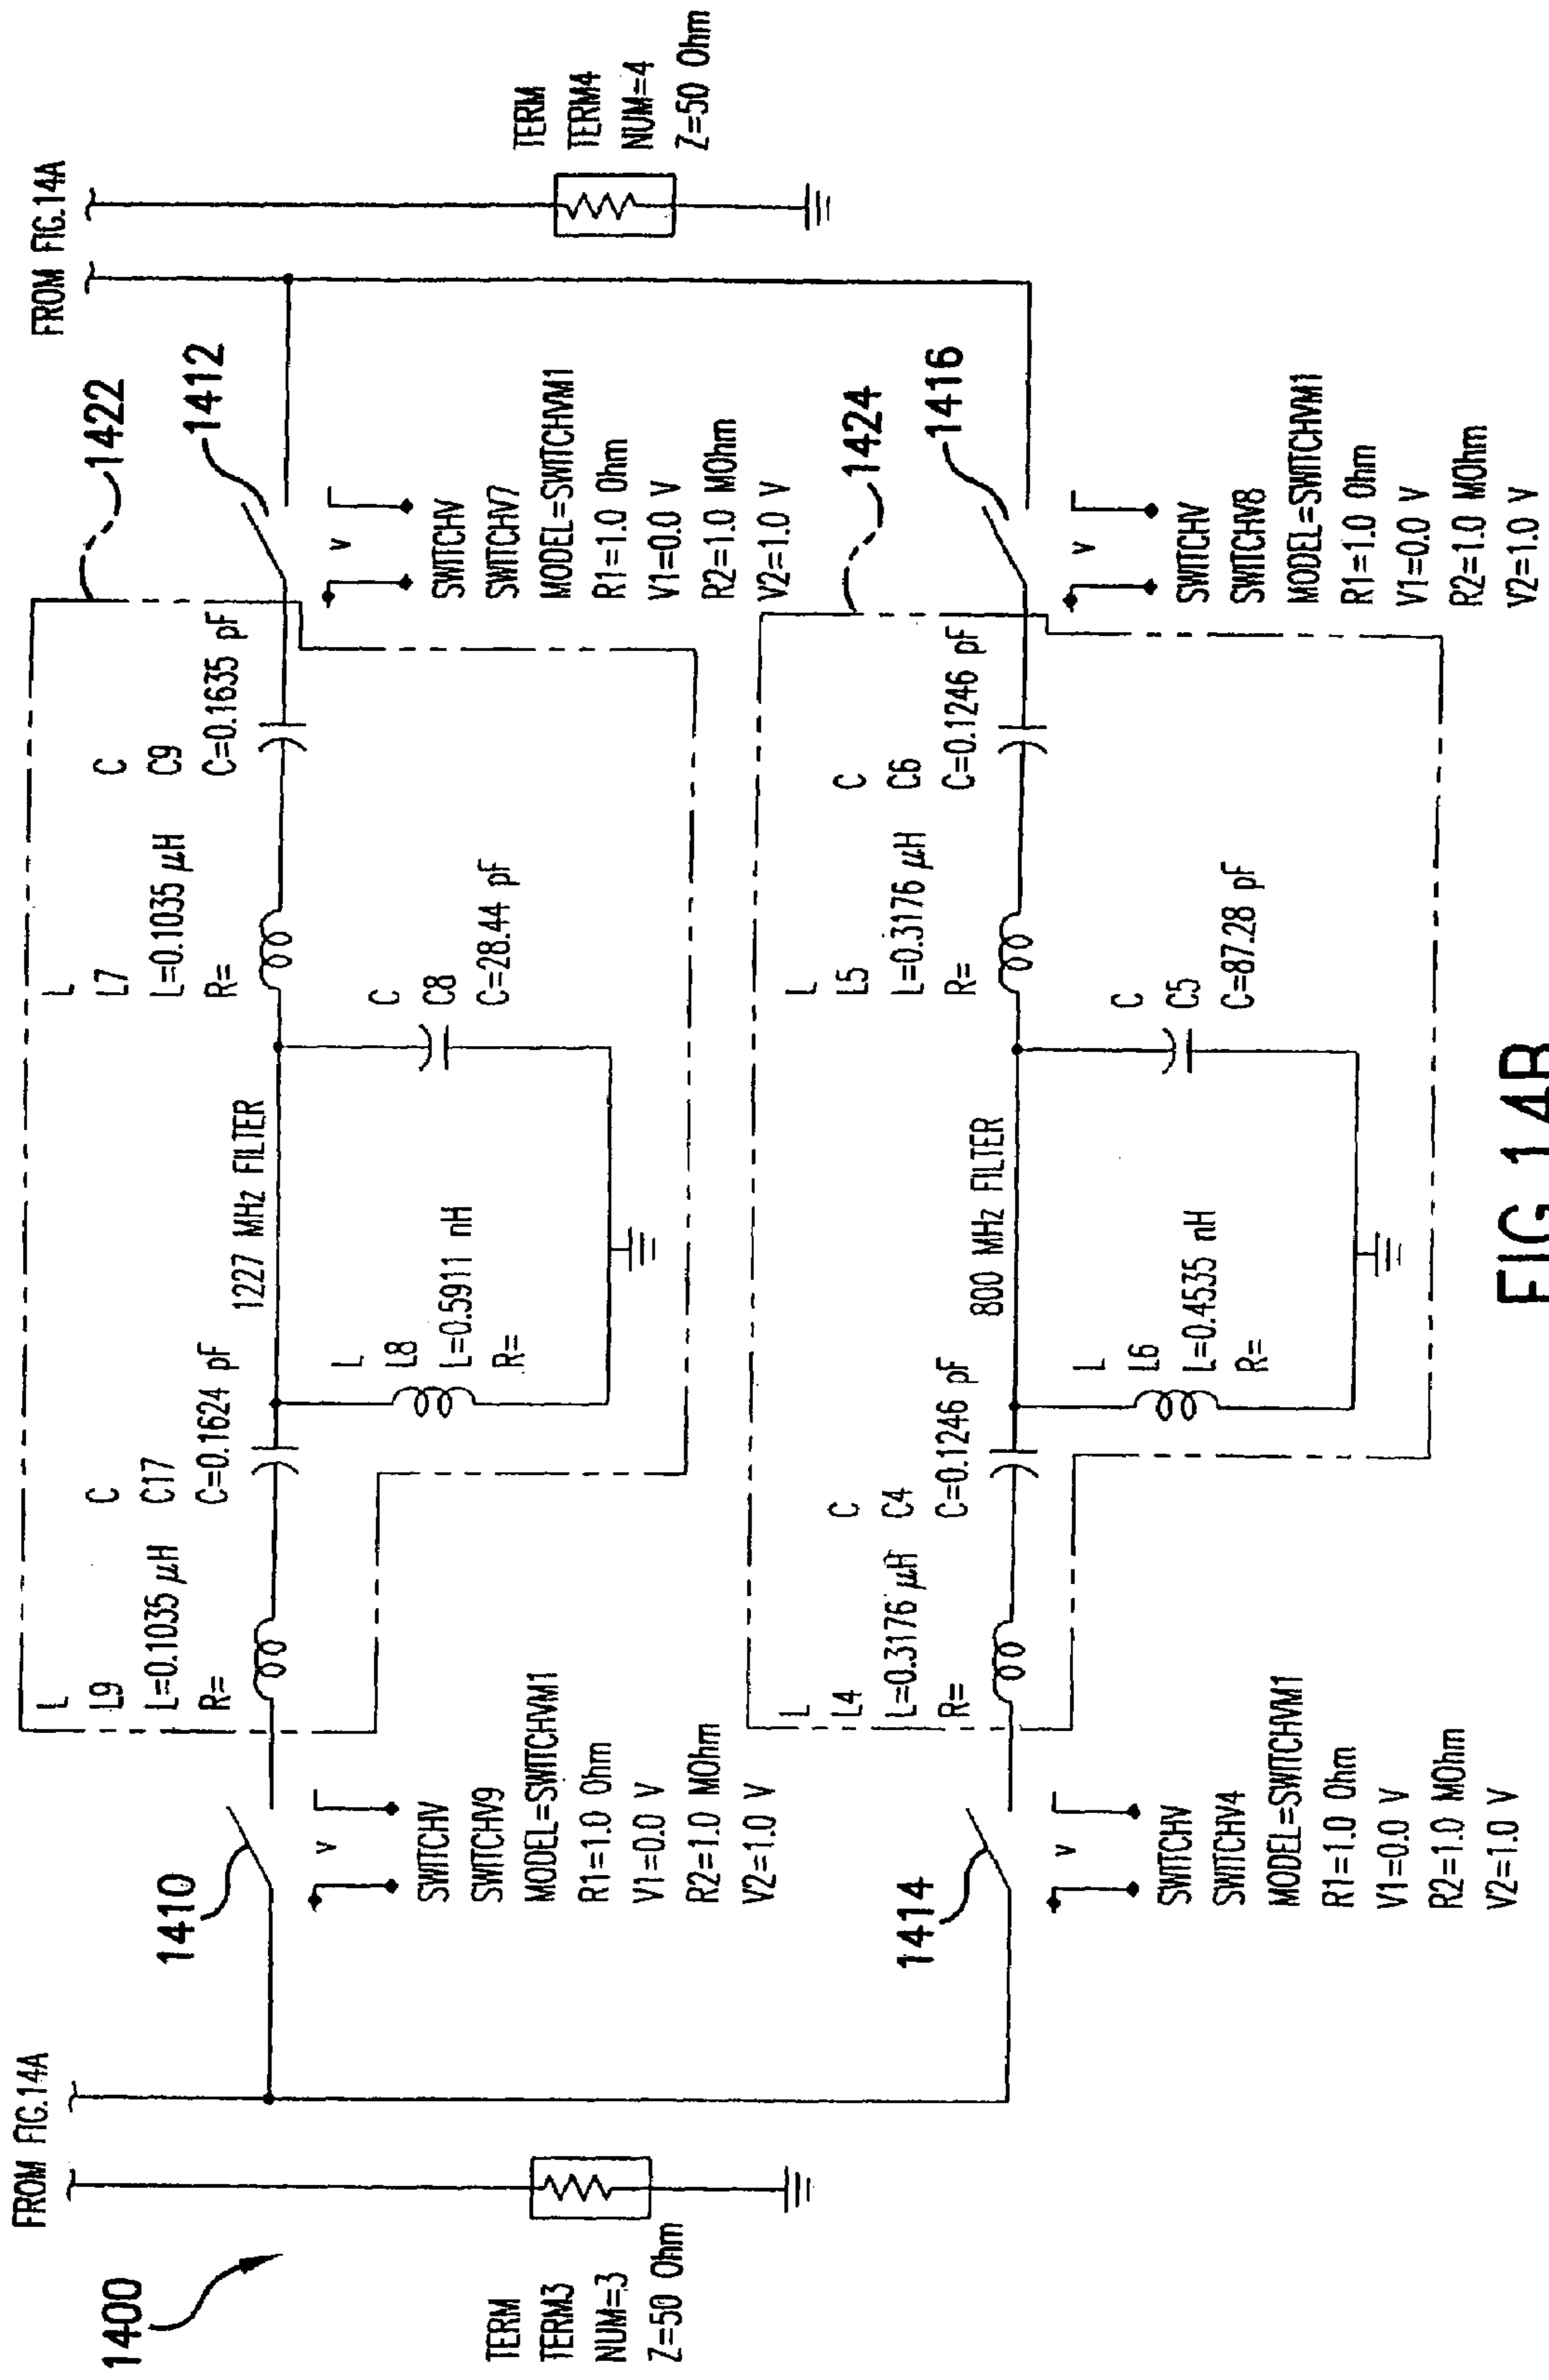 FROM FIG.14A
FROM FIG.14A
1400
1422
1412
1410
TERM
TERM3
NUM=3
Z=50 Ohm
TERM
TERM4
NUM=4
Z=50 Ohm
L
L9
L=0.1035 µH
R=
C
C17
C=0.1624 pF
1227 MHz FILTER
L
L8
L=0.5911 nH
R=
C
C8
C=28.44 pF
L
L7
L=0.1035 µH
R=
C
C9
C=0.1635 pF
V
SWITCHV
SWITCHV9
MODEL=SWITCHVM1
R1=1.0 Ohm
V1=0.0 V
R2=1.0 MOhm
V2=1.0 V
V
SWITCHV
SWITCHV7
MODEL=SWITCHVM1
R1=1.0 Ohm
V1=0.0 V
R2=1.0 MOhm
V2=1.0 V
1424
1416
1414
L
L4
L=0.3176 µH
R=
C
C4
C=0.1246 pF
800 MHz FILTER
L
L6
L=0.4535 nH
R=
C
C5
C=87.28 pF
L
L5
L=0.3176 µH
R=
C
C6
C=0.1246 pF
V
SWITCHV
SWITCHV4
MODEL=SWITCHVM1
R1=1.0 Ohm
V1=0.0 V
R2=1.0 MOhm
V2=1.0 V
V
SWITCHV
SWITCHV8
MODEL=SWITCHVM1
R1=1.0 Ohm
V1=0.0 V
R2=1.0 MOhm
V2=1.0 V
FIG.14B